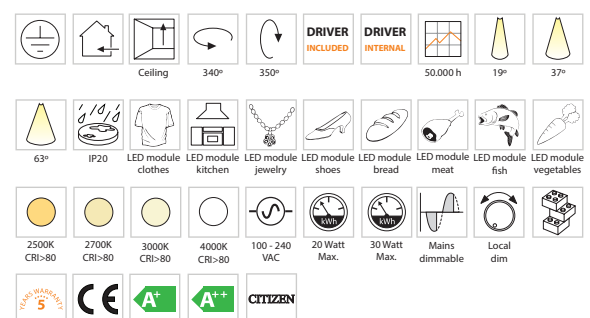 DRIVER
INCLUDED
DRIVER
INTERNAL
Ceiling
340º
350º
50.000 h
19º
37º
63º
IP20
LED module
clothes
LED module
kitchen
LED module
jewelry
LED module
shoes
LED module
bread
LED module
meat
LED module
fish
LED module
vegetables
kWh
kWh
2500K
CRI>80
2700K
CRI>80
3000K
CRI>80
4000K
CRI>80
100 - 240
VAC
20 Watt
Max.
30 Watt
Max.
Mains
dimmable
Local
dim
YEARS WARRANTY
5
CE
A+
A++
CITIZEN